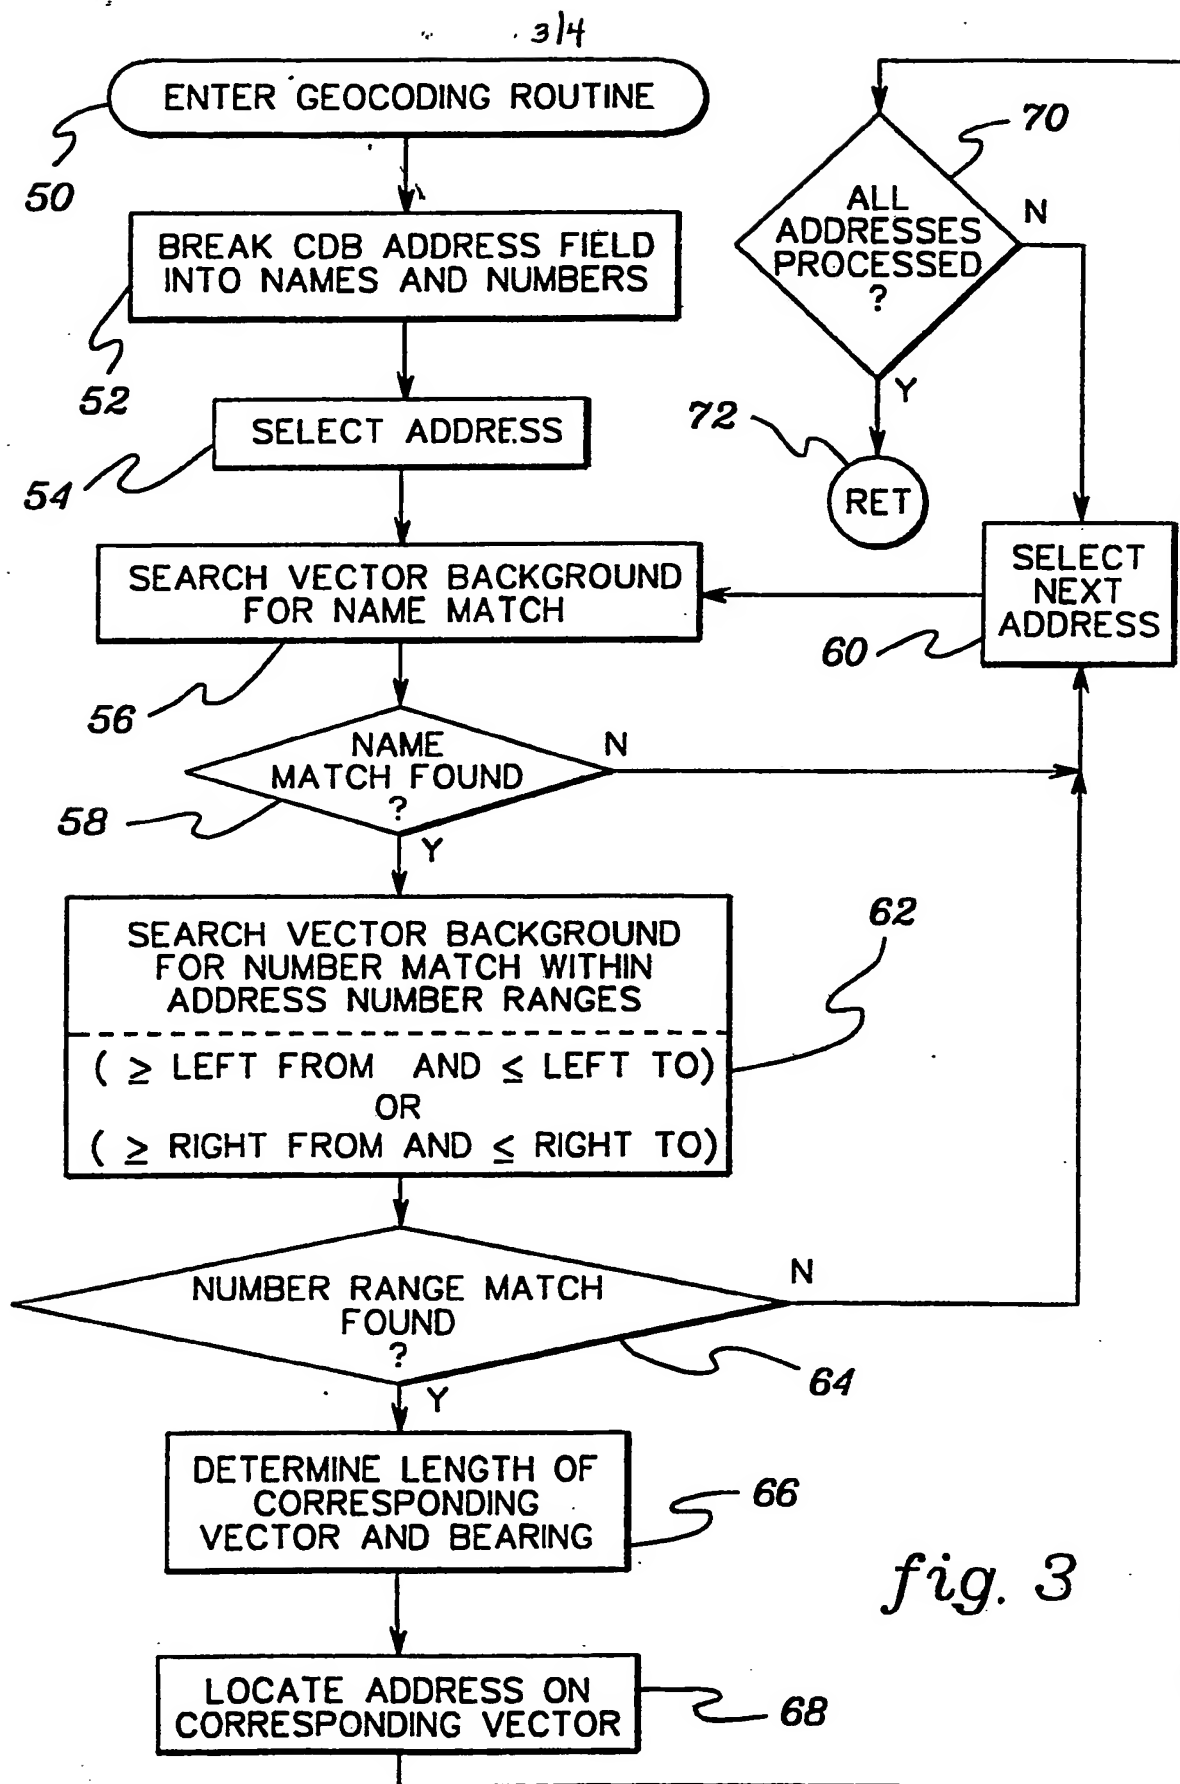 3/4
ENTER GEOCODING ROUTINE
50
BREAK CDB ADDRESS FIELD
INTO NAMES AND NUMBERS
52
SELECT ADDRESS
54
SEARCH VECTOR BACKGROUND
FOR NAME MATCH
56
NAME
MATCH FOUND
?
N
58
Y
SEARCH VECTOR BACKGROUND
FOR NUMBER MATCH WITHIN
ADDRESS NUMBER RANGES
62
( ≥ LEFT FROM AND ≤ LEFT TO)
OR
( ≥ RIGHT FROM AND ≤ RIGHT TO)
NUMBER RANGE MATCH
FOUND
?
N
64
Y
DETERMINE LENGTH OF
CORRESPONDING
VECTOR AND BEARING
66
LOCATE ADDRESS ON
CORRESPONDING VECTOR
68
70
ALL
ADDRESSES
PROCESSED
?
N
Y
72
RET
SELECT
NEXT
ADDRESS
60
fig. 3